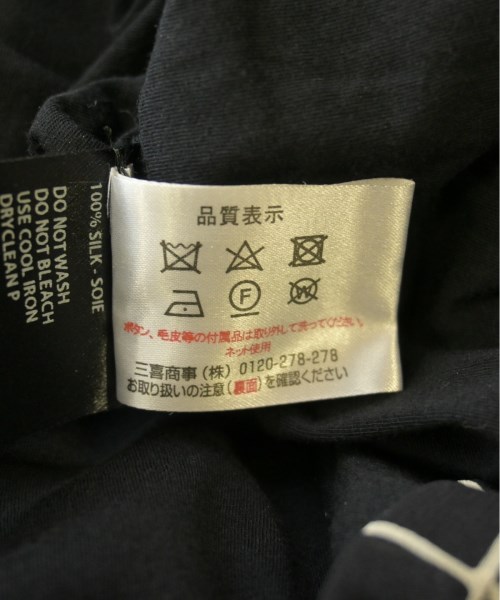 品質表示
F
W
ボタン、毛皮等の付属品は取り外して洗ってください。
ネット使用
三喜商事（株）0120-278-278
お取り扱いの注意（裏面）を確認ください
100% SILK - SOIE
DO NOT WASH
DO NOT BLEACH
USE COOL IRON
DRY CLEAN P